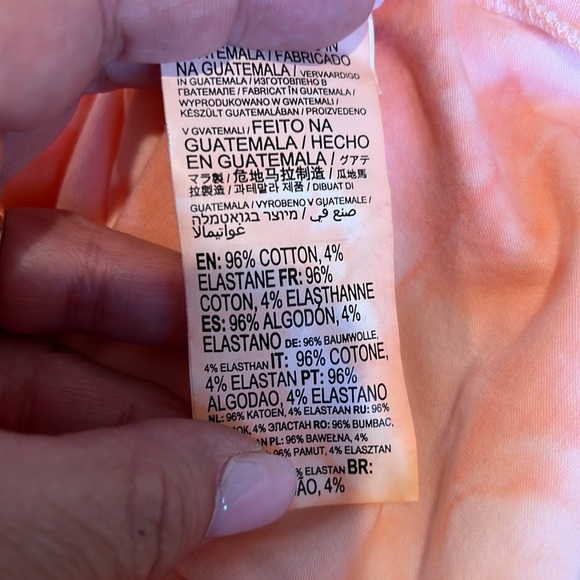 GUATEMALA / FABRICADO
NA GUATEMALA / VERVAARDIGD
IN GUATEMALA / ИЗГОТОВЛЕНО В
ГВАТЕМАЛЕ / FABRICAT ÎN GUATEMALA /
WYPRODUKOWANO W GWATEMALI /
KÉSZÜLT GUATEMALÁBAN / PROIZVEDENO
V GVATEMALI / FEITO NA
GUATEMALA / HECHO
EN GUATEMALA / グアテ
マラ製 / 危地马拉制造 / 瓜地馬
拉製造 / 과테말라 제품 / DIBUAT DI
GUATEMALA / VYROBENO V GUATEMALE /
صنع في / מיוצר בגואטמלה
غواتيمالا
EN: 96% COTTON, 4%
ELASTANE FR: 96%
COTON, 4% ELASTHANNE
ES: 96% ALGODÓN, 4%
ELASTANO DE: 96% BAUMWOLLE,
4% ELASTHAN IT: 96% COTONE,
4% ELASTAN PT: 96%
ALGODAO, 4% ELASTANO
NL: 96% KATOEN, 4% ELASTAAN RU: 96%
4% ЭЛАСТАН RO: 96% BUMBAC,
PL: 96% BAWEŁNA, 4%
96% PAMUT, 4% ELASZTAN
% ELASTAN BR:
ÃO, 4%